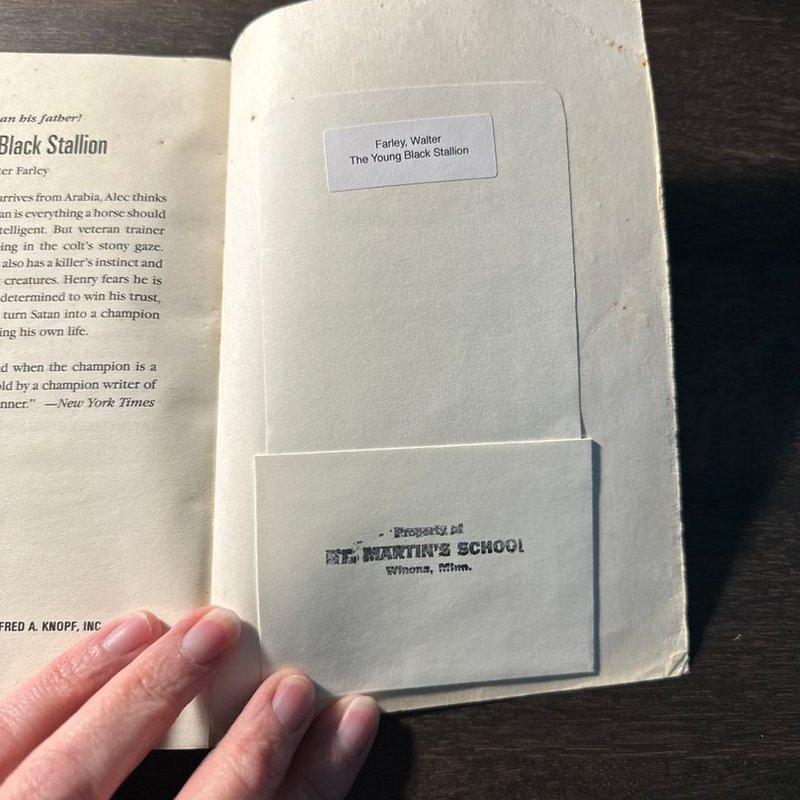 an his father!
Black Stallion
ter Farley
arrives from Arabia, Alec thinks
an is everything a horse should
telligent. But veteran trainer
ing in the colt's stony gaze.
also has a killer's instinct and
creatures. Henry fears he is
determined to win his trust,
turn Satan into a champion
ing his own life.
d when the champion is a
old by a champion writer of
nner." —New York Times
FRED A. KNOPF, INC
Farley, Walter
The Young Black Stallion
Property of
ST. MARTIN'S SCHOOL
Winona, Minn.